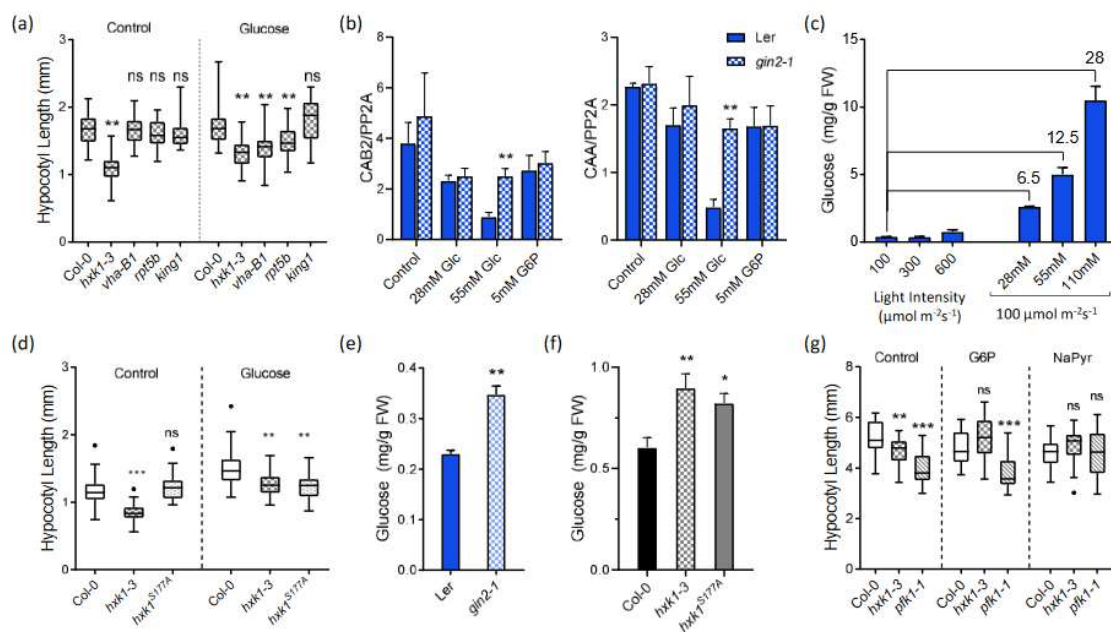 (a)
Control
Glucose
Hypocotyl Length (mm)
3
2
1
0
** ns ns ns
** ** ** ns
Col-0 hxk1-3 vha-B1 rpt5b king1
Col-0 hxk1-3 vha-B1 rpt5b king1
(b)
CAB2/PP2A
8
6
4
2
0
**
Control 28mM Glc 55mM Glc 5mM G6P
CAA/PP2A
3
2
1
0
**
Ler
gin2-1
Control 28mM Glc 55mM Glc 5mM G6P
(c)
Glucose (mg/g FW)
15
10
5
0
28
12.5
6.5
100 300 600 28mM 55mM 110mM
Light Intensity
(μmol m-2s-1)
100 μmol m-2s-1
(d)
Control
Glucose
Hypocotyl Length (mm)
3
2
1
0
*** ns
** **
Col-0 hxk1-3 hxk1S177A
Col-0 hxk1-3 hxk1S177A
(e)
Glucose (mg/g FW)
0.4
0.3
0.2
0.1
0.0
**
Ler gin2-1
(f)
Glucose (mg/g FW)
1.0
0.5
0.0
** *
Col-0 hxk1-3 hxk1S177A
(g)
Control
G6P
NaPyr
Hypocotyl Length (mm)
8
6
4
2
** ***
ns ***
ns ns
Col-0 hxk1-3 pfk1-1
Col-0 hxk1-3 pfk1-1
Col-0 hxk1-3 pfk1-1